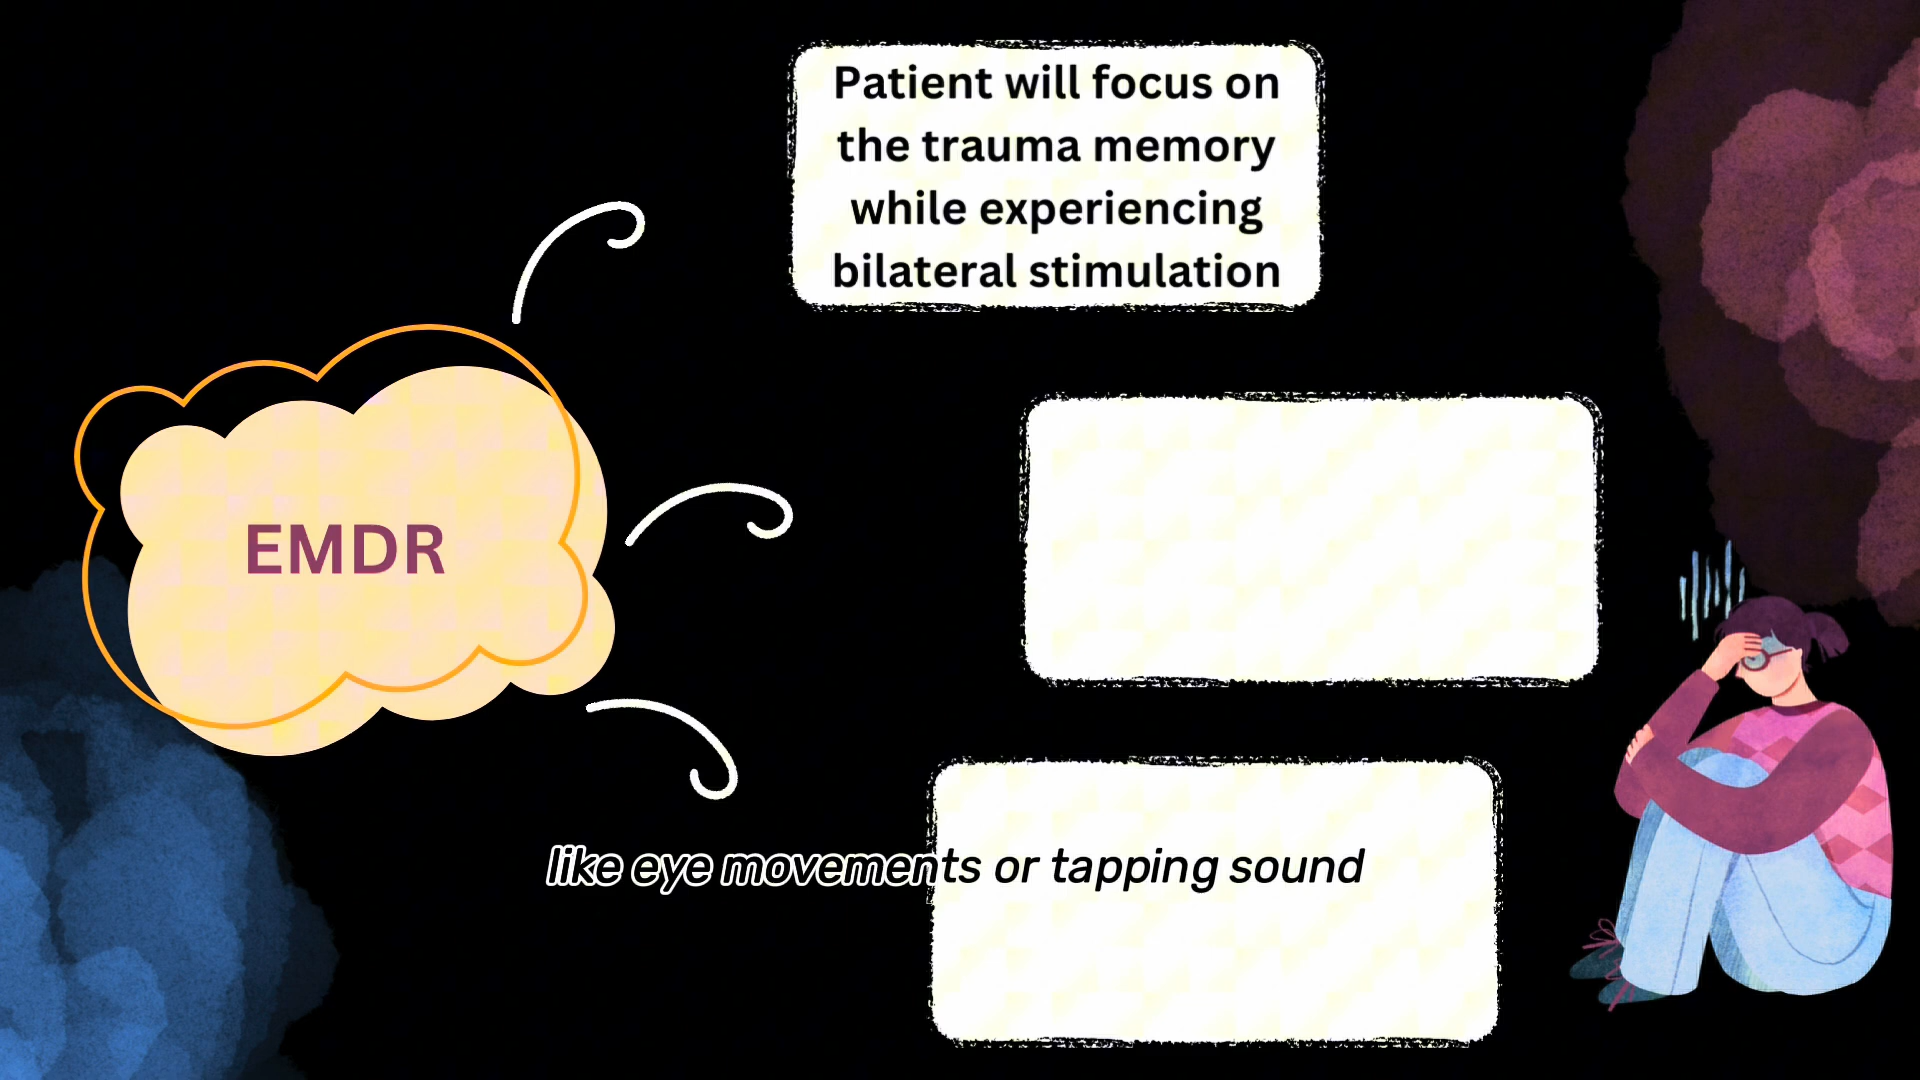 Patient will focus on
the trauma memory
while experiencing
bilateral stimulation
EMDR
like eye movements or tapping sound